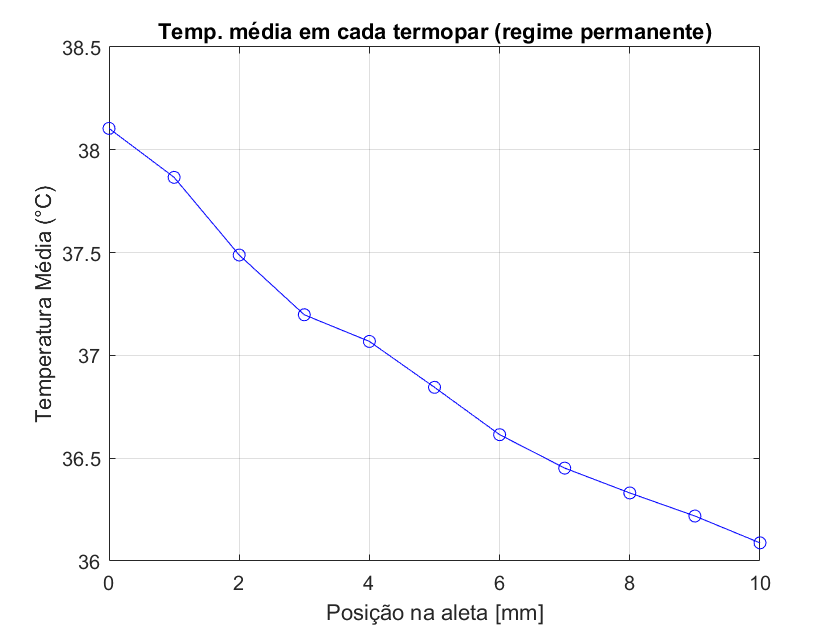 Temp. média em cada termopar (regime permanente)
38.5
38
37.5
37
36.5
36
Temperatura Média (°C)
0 2 4 6 8 10
Posição na aleta [mm]